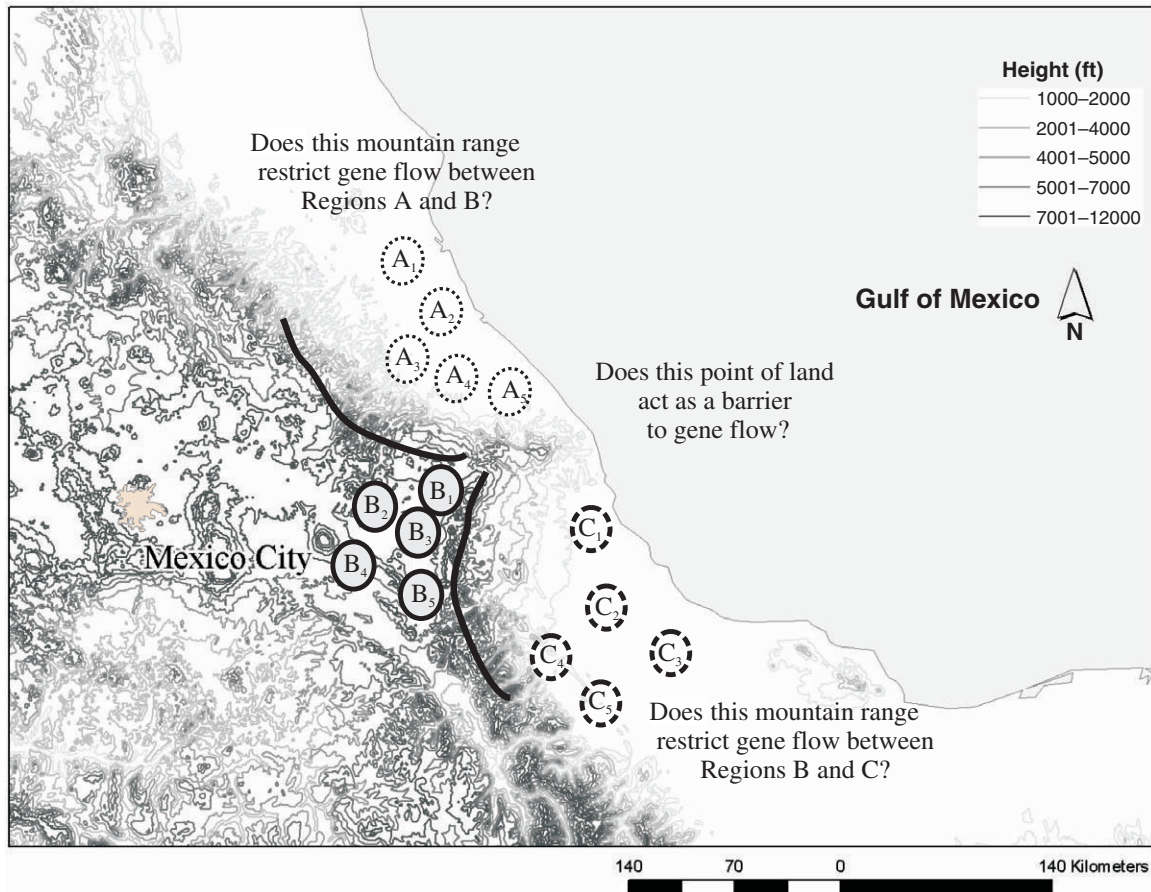 Height (ft)
1000–2000
2001–4000
4001–5000
5001–7000
7001–12000
Does this mountain range
restrict gene flow between
Regions A and B?
A₁
A₂
A₃
A₄
A₅
Gulf of Mexico
N
Does this point of land
act as a barrier
to gene flow?
B₁
B₂
B₃
B₄
B₅
Mexico City
C₁
C₂
C₃
C₄
C₅
Does this mountain range
restrict gene flow between
Regions B and C?
140 70 0 140 Kilometers